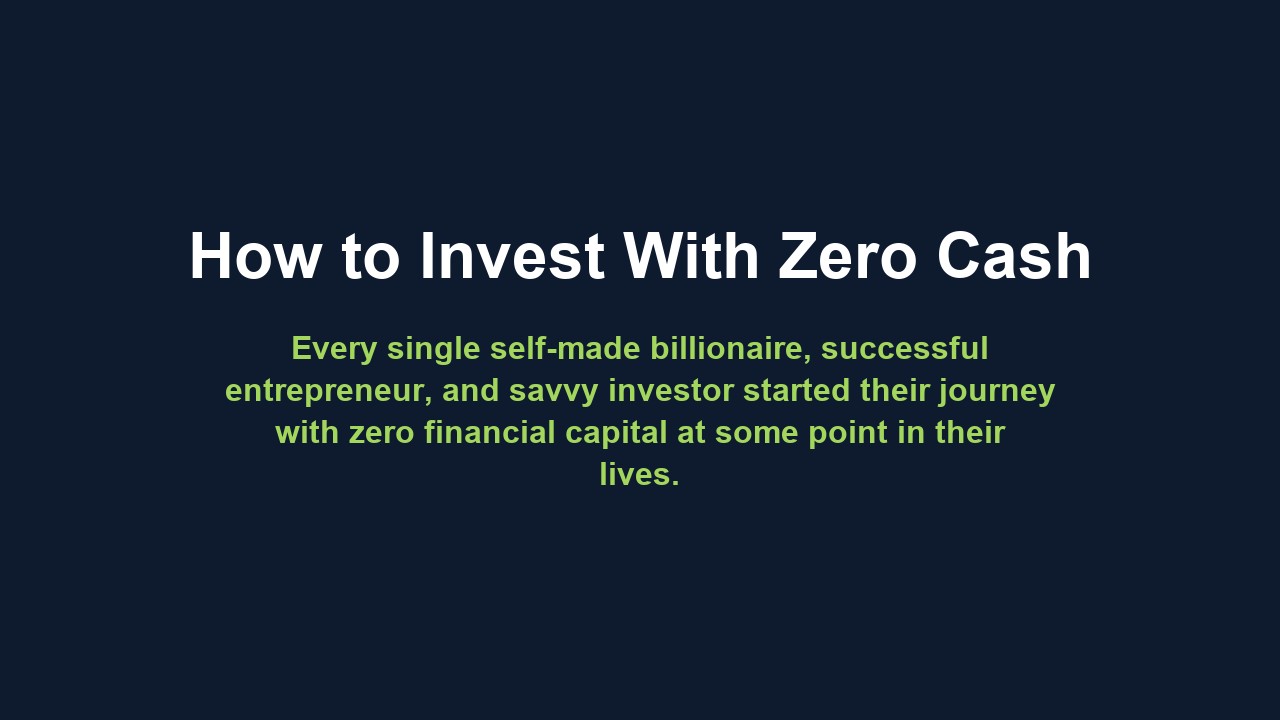 How to Invest With Zero Cash
Every single self-made billionaire, successful
entrepreneur, and savvy investor started their journey
with zero financial capital at some point in their
lives.